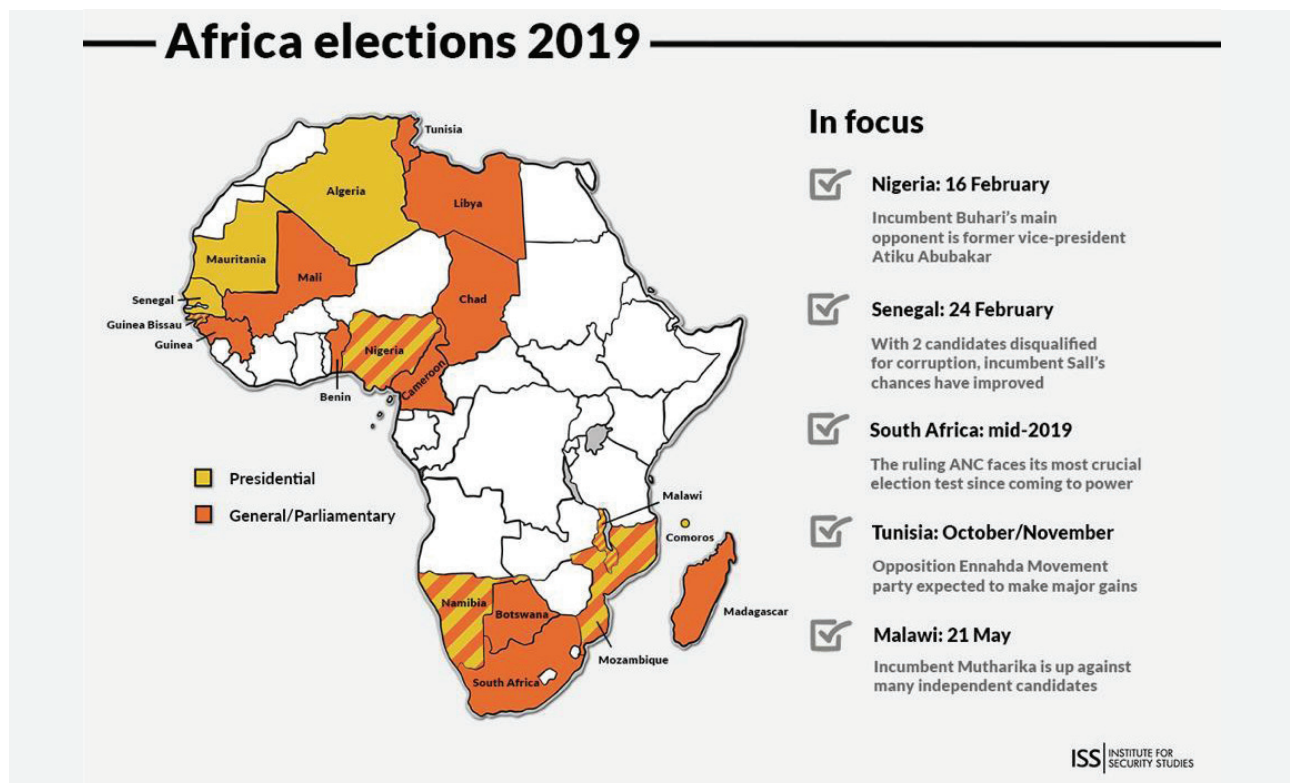 Africa elections 2019
Tunisia
Algeria
Libya
Mauritania
Mali
Chad
Senegal
Guinea Bissau
Guinea
Nigeria
Cameroon
Benin
Presidential
General/Parliamentary
Malawi
Comoros
Namibia
Botswana
Madagascar
Mozambique
South Africa
In focus
Nigeria: 16 February
Incumbent Buhari's main
opponent is former vice-president
Atiku Abubakar
Senegal: 24 February
With 2 candidates disqualified
for corruption, incumbent Sall's
chances have improved
South Africa: mid-2019
The ruling ANC faces its most crucial
election test since coming to power
Tunisia: October/November
Opposition Ennahda Movement
party expected to make major gains
Malawi: 21 May
Incumbent Mutharika is up against
many independent candidates
ISS INSTITUTE FOR
SECURITY STUDIES